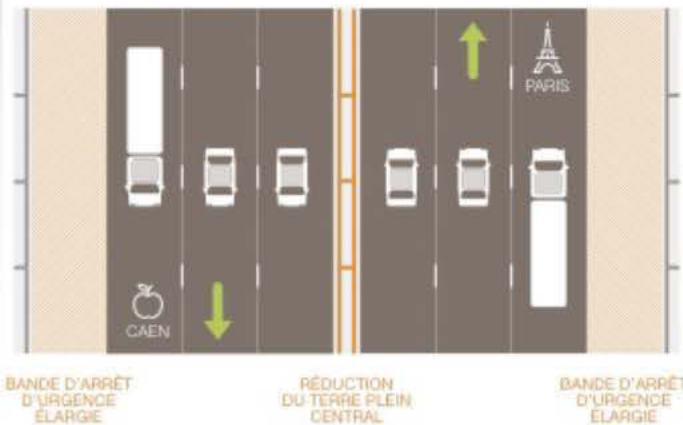 PARIS
CAEN
BANDE D'ARRÊT
D'URGENCE
ÉLARGIE
RÉDUCTION
DU TERRE PLEIN
CENTRAL
BANDE D'ARRÊT
D'URGENCE
ÉLARGIE